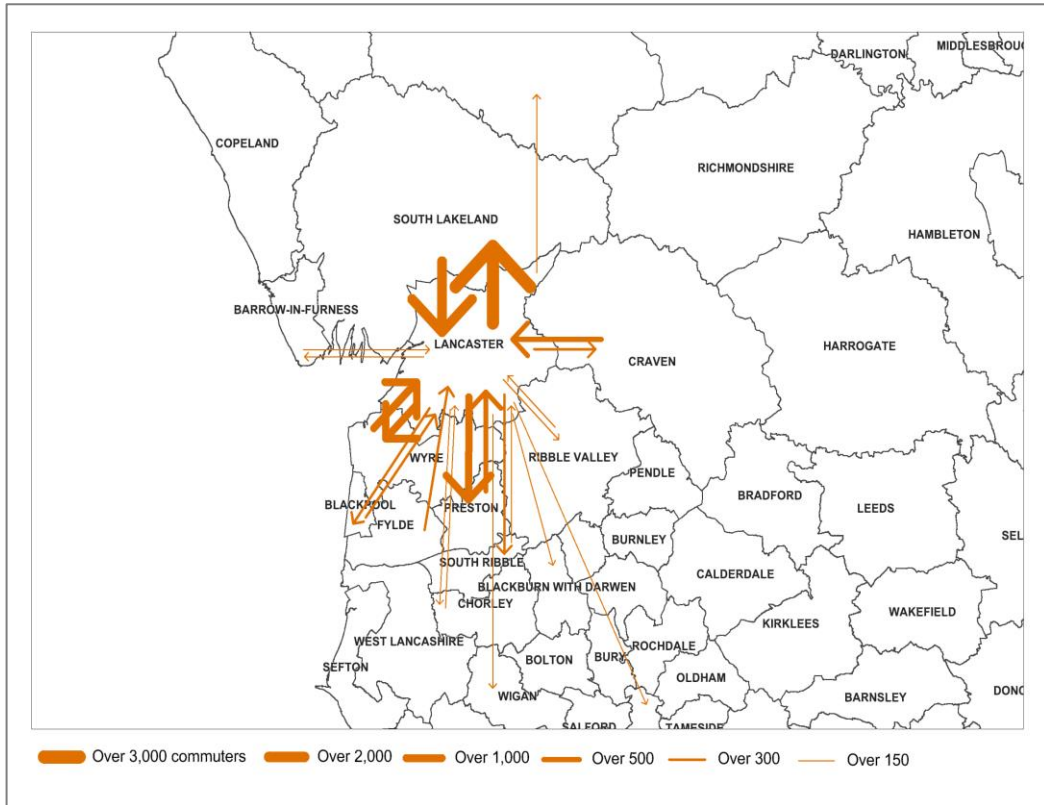 DARLINGTON
MIDDLESBROUG
COPELAND
RICHMONDSHIRE
SOUTH LAKELAND
HAMBLETON
BARROW-IN-FURNESS
LANCASTER
HARROGATE
CRAVEN
WYRE
RIBBLE VALLEY
PENDLE
BRADFORD
LEEDS
BLACKPOOL
PRESTON
FYLDE
SEL
BURNLEY
SOUTH RIBBLE
CALDERDALE
BLACKBURN WITH DARWEN
CHORLEY
WAKEFIELD
KIRKLEES
WEST LANCASHIRE
ROCHDALE
BOLTON
BURY
SEFTON
OLDHAM
WIGAN
BARNSLEY
DONC
SALFORD
TAMESIDE
Over 3,000 commuters
Over 2,000
Over 1,000
Over 500
Over 300
Over 150